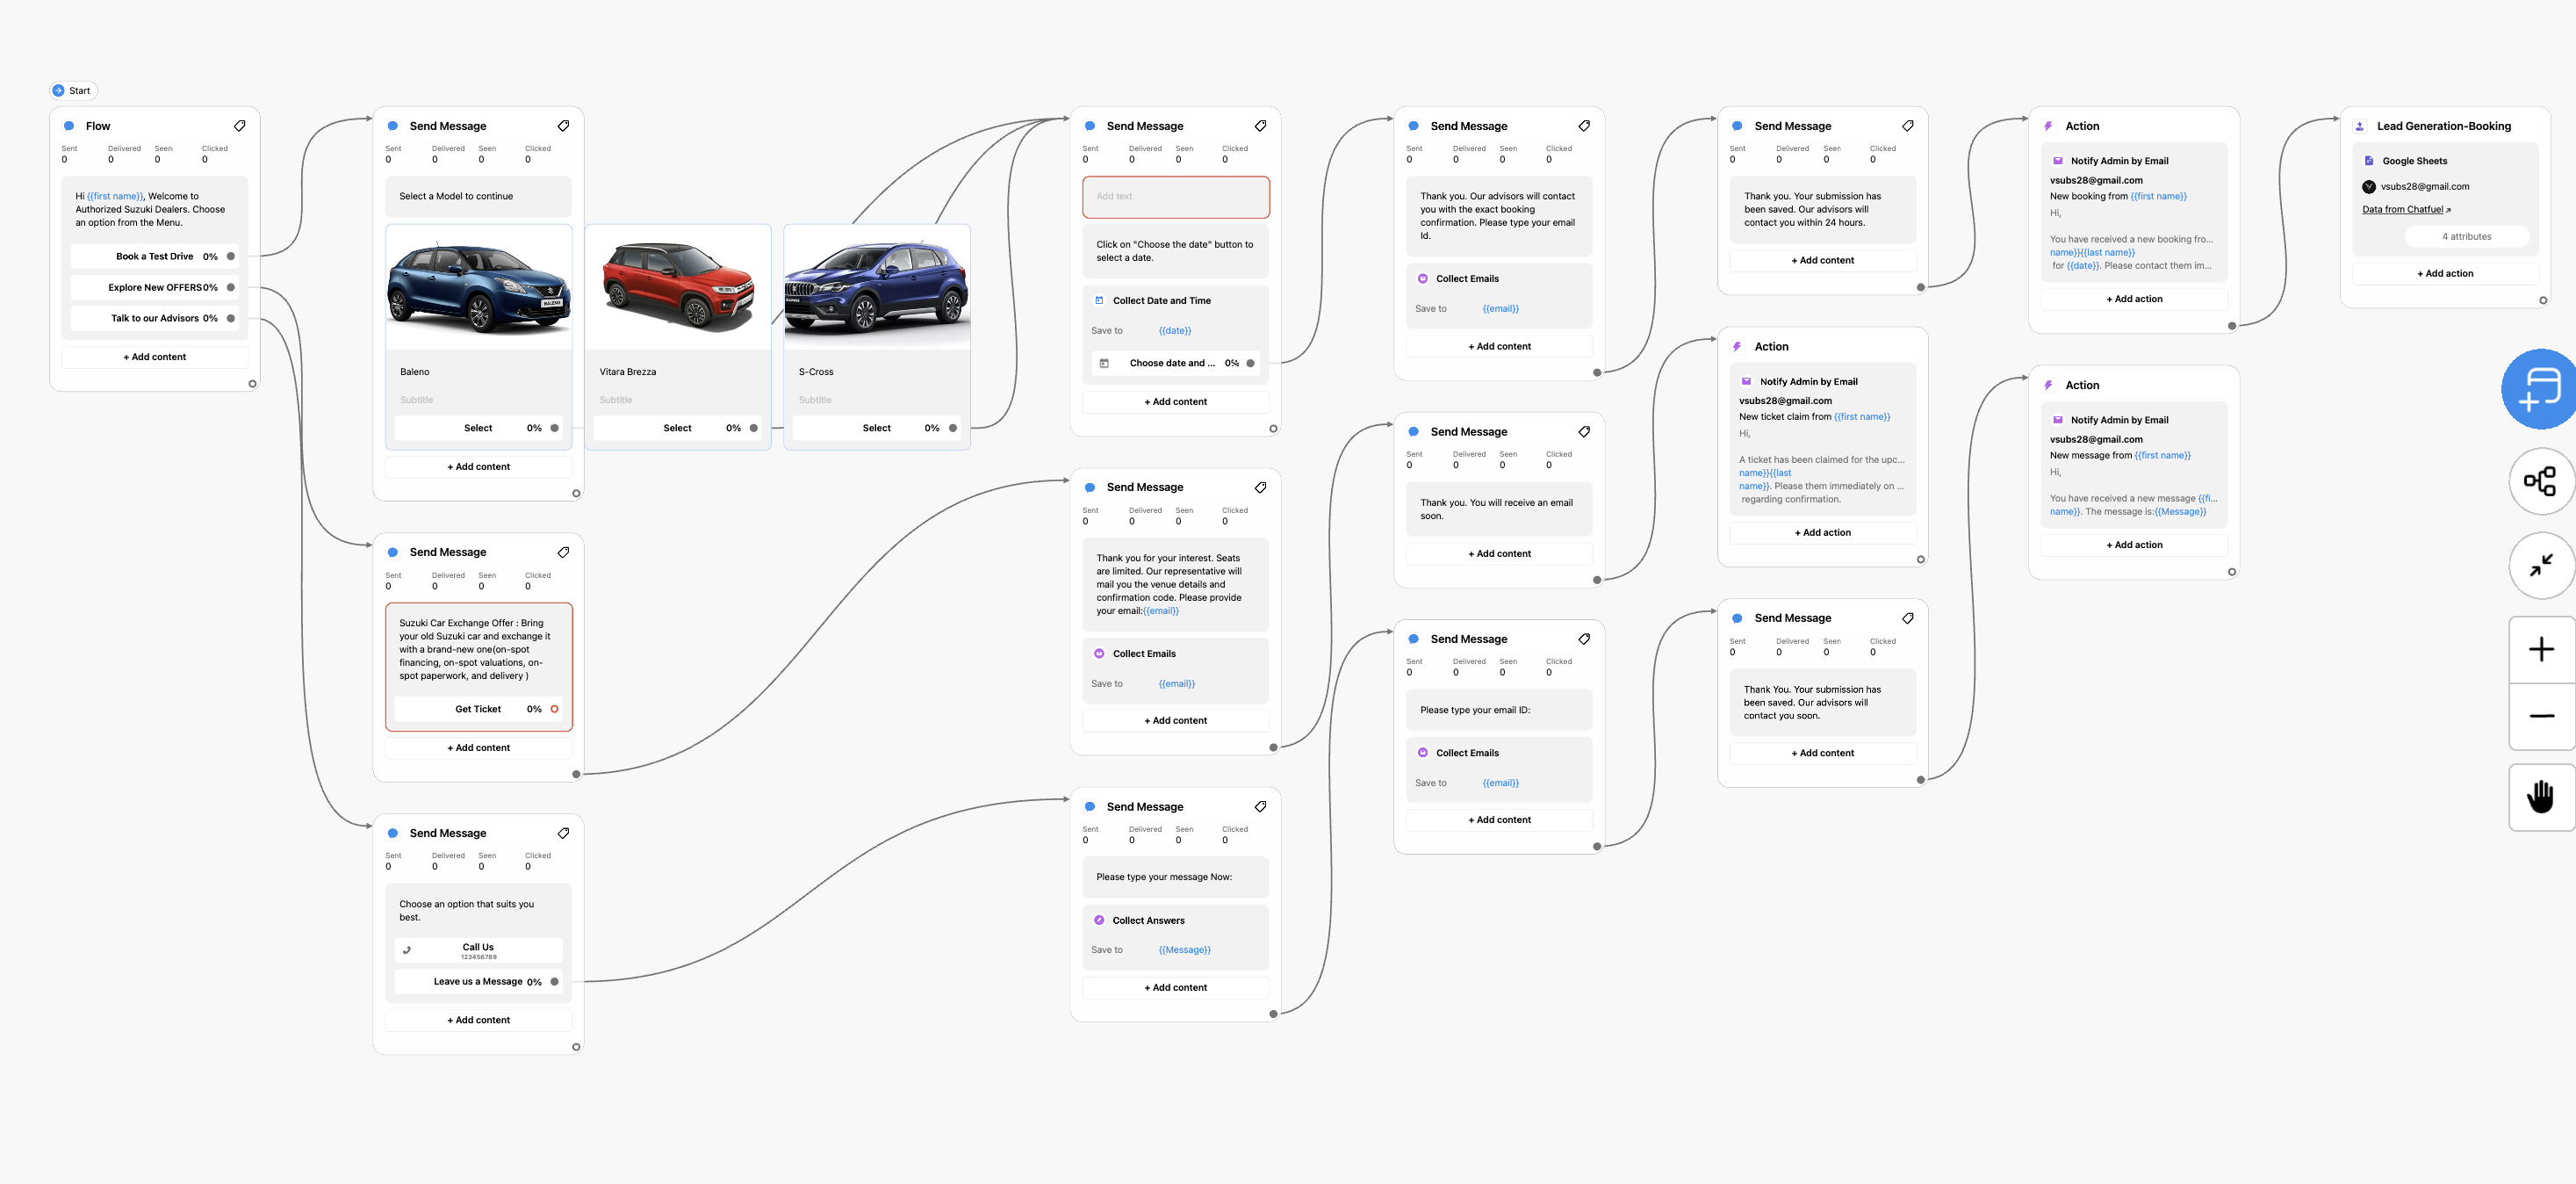 Start
Flow
Sent Delivered Seen Clicked
0 0 0 0
Hi {{first name}}, Welcome to
Authorized Suzuki Dealers. Choose
an option from the Menu.
Book a Test Drive 0%
Explore New OFFERS 0%
Talk to our Advisors 0%
+ Add content
Send Message
Sent Delivered Seen Clicked
0 0 0 0
Select a Model to continue
BALENO
Baleno
Subtitle
Select 0%
Vitara Brezza
Subtitle
Select 0%
S-Cross
Subtitle
Select 0%
+ Add content
Send Message
Sent Delivered Seen Clicked
0 0 0 0
Suzuki Car Exchange Offer : Bring
your old Suzuki car and exchange it
with a brand-new one(on-spot
financing, on-spot valuations, on-
spot paperwork, and delivery )
Get Ticket 0%
+ Add content
Send Message
Sent Delivered Seen Clicked
0 0 0 0
Choose an option that suits you
best.
Call Us
123456789
Leave us a Message 0%
+ Add content
Send Message
Sent Delivered Seen Clicked
0 0 0 0
Add text
Click on "Choose the date" button to
select a date.
Collect Date and Time
Save to {{date}}
Choose date and ... 0%
+ Add content
Send Message
Sent Delivered Seen Clicked
0 0 0 0
Thank you for your interest. Seats
are limited. Our representative will
mail you the venue details and
confirmation code. Please provide
your email:{{email}}
Collect Emails
Save to {{email}}
+ Add content
Send Message
Sent Delivered Seen Clicked
0 0 0 0
Please type your message Now:
Collect Answers
Save to {{Message}}
+ Add content
Send Message
Sent Delivered Seen Clicked
0 0 0 0
Thank you. Our advisors will contact
you with the exact booking
confirmation. Please type your email
Id.
Collect Emails
Save to {{email}}
+ Add content
Send Message
Sent Delivered Seen Clicked
0 0 0 0
Thank you. You will receive an email
soon.
+ Add content
Send Message
Sent Delivered Seen Clicked
0 0 0 0
Please type your email ID:
Collect Emails
Save to {{email}}
+ Add content
Send Message
Sent Delivered Seen Clicked
0 0 0 0
Thank you. Your submission has
been saved. Our advisors will
contact you within 24 hours.
+ Add content
Action
Notify Admin by Email
vsubs28@gmail.com
New ticket claim from {{first name}}
Hi,
A ticket has been claimed for the upc...
name}}{{last
name}}. Please them immediately on ...
regarding confirmation.
+ Add action
Send Message
Sent Delivered Seen Clicked
0 0 0 0
Thank You. Your submission has
been saved. Our advisors will
contact you soon.
+ Add content
Action
Notify Admin by Email
vsubs28@gmail.com
New booking from {{first name}}
Hi,
You have received a new booking fro...
name}}{{last name}}
for {{date}}. Please contact them im...
+ Add action
Action
Notify Admin by Email
vsubs28@gmail.com
New message from {{first name}}
Hi,
You have received a new message {{fi...
name}}. The message is:{{Message}}
+ Add action
Lead Generation-Booking
Google Sheets
vsubs28@gmail.com
Data from Chatfuel
4 attributes
+ Add action